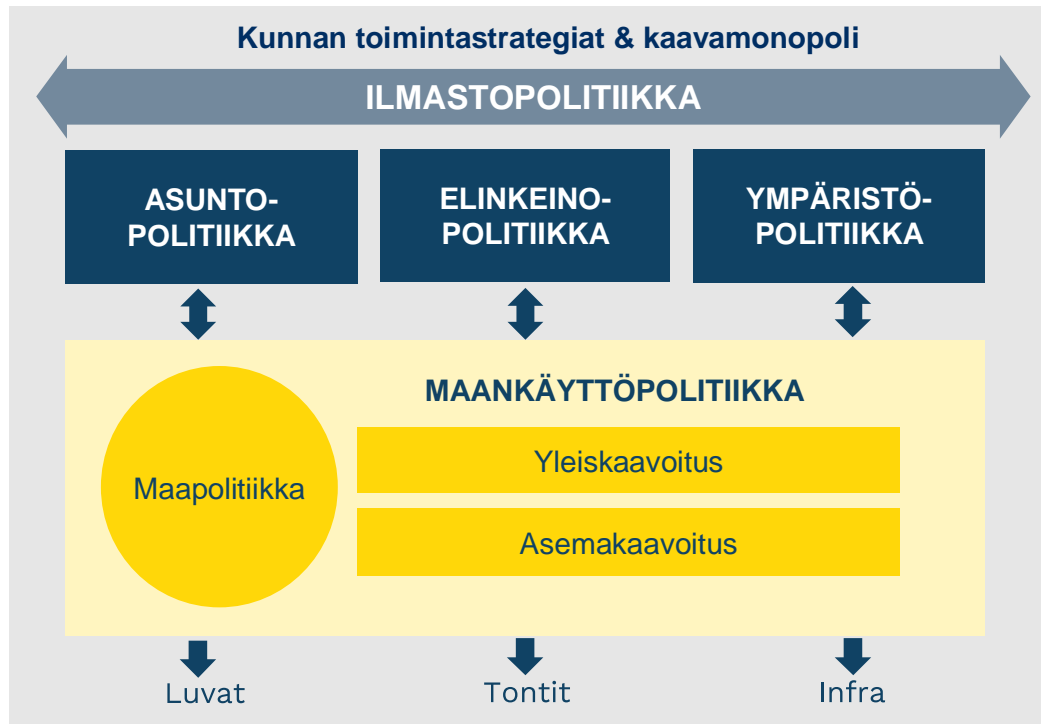 Kunnan toimintastrategiat & kaavamonopoli
ILMASTOPOLITIIKKA
ASUNTO-
POLITIIKKA
ELINKEINO-
POLITIIKKA
YMPÄRISTÖ-
POLITIIKKA
MAANKÄYTTÖPOLITIIKKA
Maapolitiikka
Yleiskaavoitus
Asemakaavoitus
Luvat
Tontit
Infra